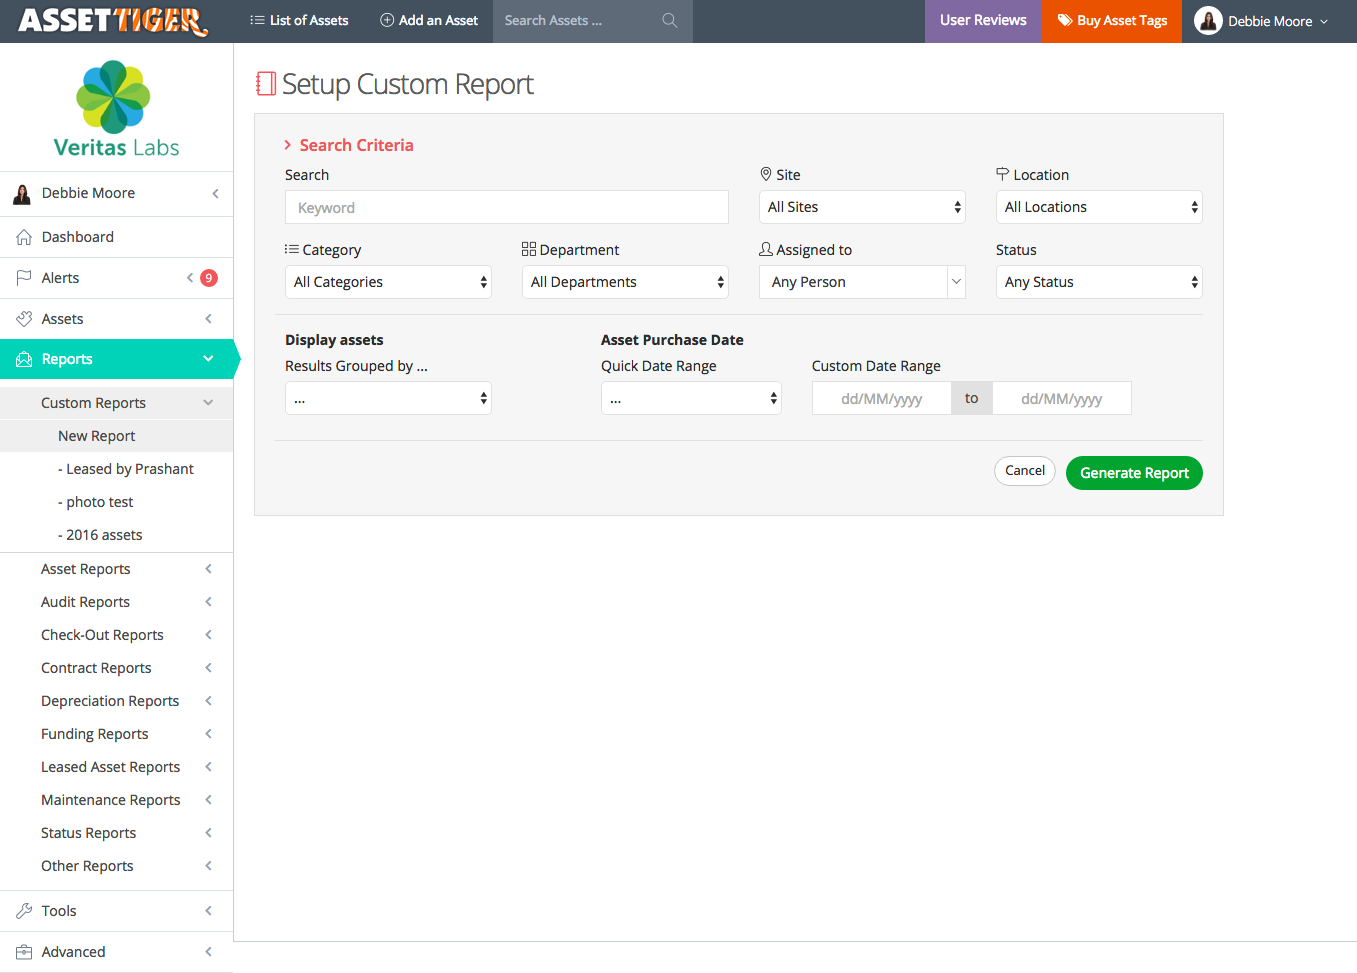 ASSETTIGER
List of Assets
Add an Asset
Search Assets ...
User Reviews
Buy Asset Tags
Debbie Moore
Veritas Labs
Debbie Moore
Dashboard
Alerts
9
Assets
Reports
Custom Reports
New Report
- Leased by Prashant
- photo test
- 2016 assets
Asset Reports
Audit Reports
Check-Out Reports
Contract Reports
Depreciation Reports
Funding Reports
Leased Asset Reports
Maintenance Reports
Status Reports
Other Reports
Tools
Advanced
Setup Custom Report
Search Criteria
Search
Keyword
Site
All Sites
Location
All Locations
Category
All Categories
Department
All Departments
Assigned to
Any Person
Status
Any Status
Display assets
Results Grouped by ...
...
Asset Purchase Date
Quick Date Range
...
Custom Date Range
dd/MM/yyyy to dd/MM/yyyy
Cancel
Generate Report